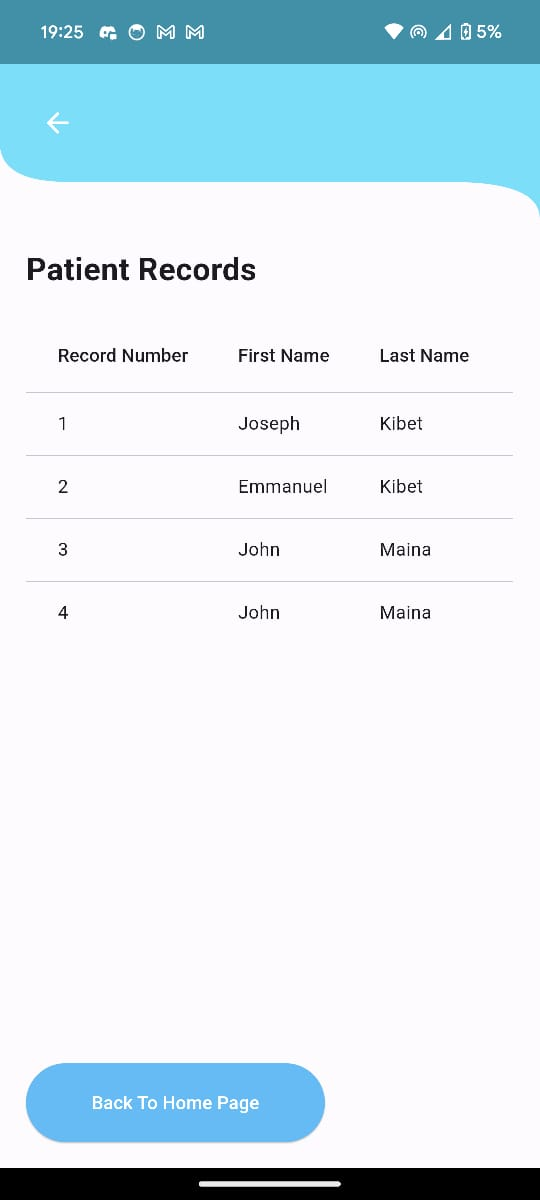 19:25 5%
Patient Records
Record Number First Name Last Name
1 Joseph Kibet
2 Emmanuel Kibet
3 John Maina
4 John Maina
Back To Home Page